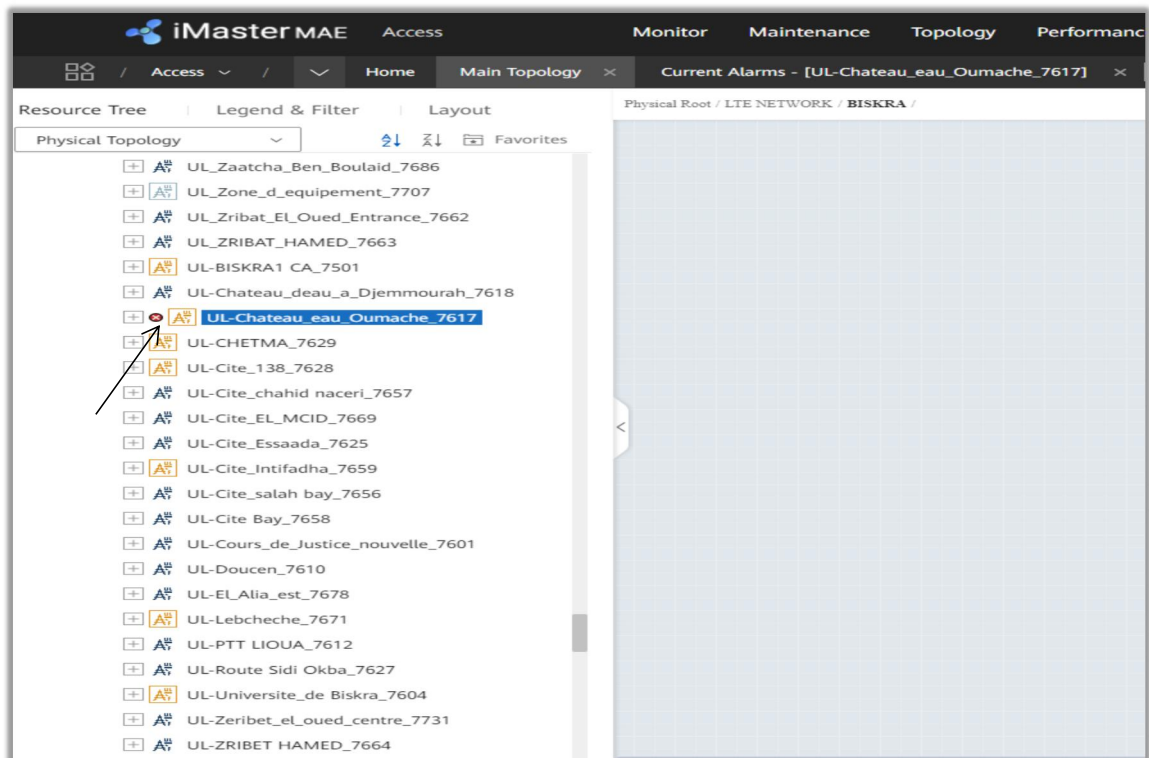 iMaster MAE Access Monitor Maintenance Topology Performanc
/ Access / Home Main Topology × Current Alarms - [UL-Chateau_eau_Oumache_7617] ×
Resource Tree Legend & Filter Layout
Physical Root / LTE NETWORK / BISKRA /
Physical Topology Favorites
UL_Zaatcha_Ben_Boulaid_7686
UL_Zone_d_equipement_7707
UL_Zribat_El_Oued_Entrance_7662
UL_ZRIBAT_HAMED_7663
UL-BISKRA1 CA_7501
UL-Chateau_deau_a_Djemmourah_7618
UL-Chateau_eau_Oumache_7617
UL-CHETMA_7629
UL-Cite_138_7628
UL-Cite_chahid naceri_7657
UL-Cite_EL_MCID_7669
UL-Cite_Essaada_7625
UL-Cite_Intifadha_7659
UL-Cite_salah bay_7656
UL-Cite Bay_7658
UL-Cours_de_Justice_nouvelle_7601
UL-Doucen_7610
UL-El_Alia_est_7678
UL-Lebcheche_7671
UL-PTT LIOUA_7612
UL-Route Sidi Okba_7627
UL-Universite_de Biskra_7604
UL-Zeribet_el_oued_centre_7731
UL-ZRIBET HAMED_7664